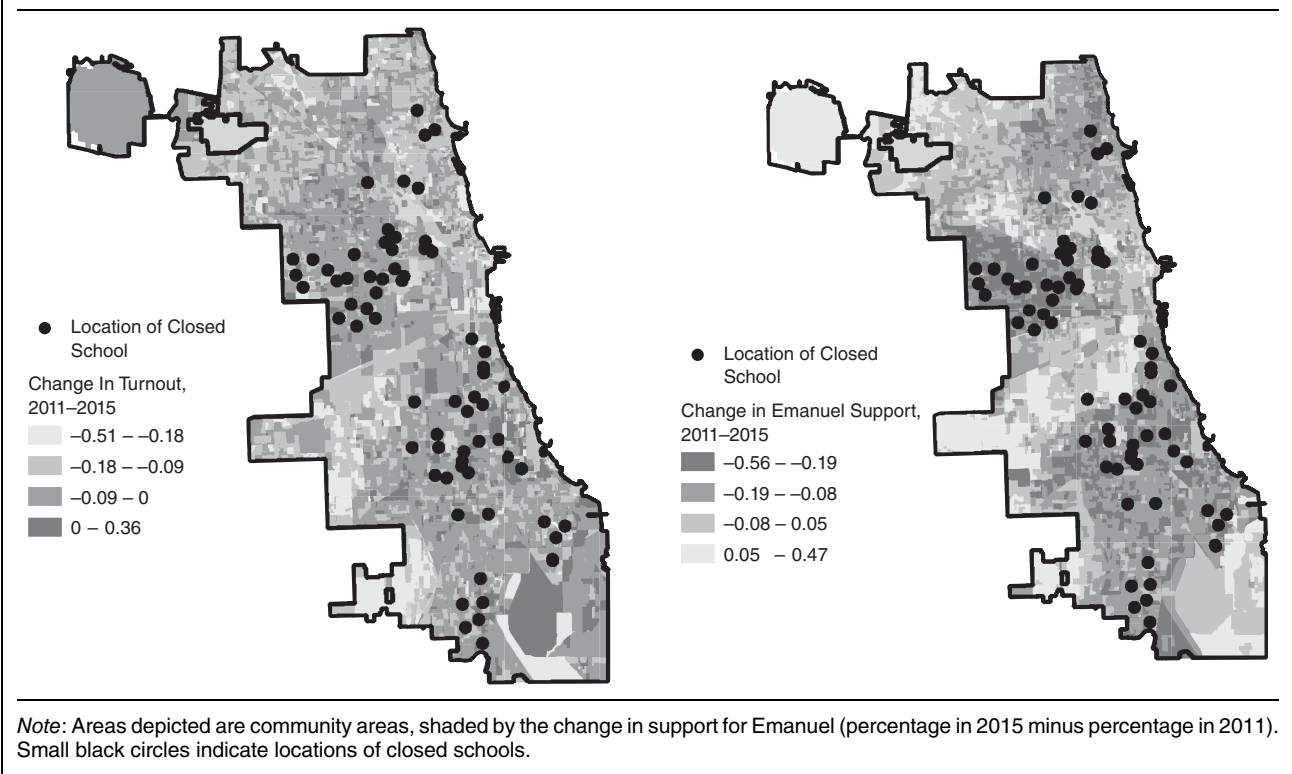 Location of Closed
School
Change In Turnout,
2011–2015
–0.51 – –0.18
–0.18 – –0.09
–0.09 – 0
0 – 0.36
Location of Closed
School
Change in Emanuel Support,
2011–2015
–0.56 – –0.19
–0.19 – –0.08
–0.08 – 0.05
0.05 – 0.47
Note: Areas depicted are community areas, shaded by the change in support for Emanuel (percentage in 2015 minus percentage in 2011).
Small black circles indicate locations of closed schools.